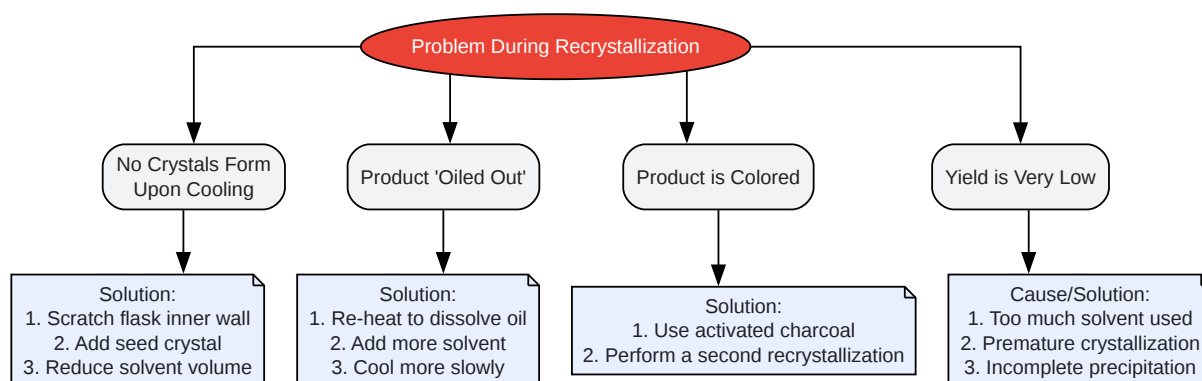 Problem During Recrystallization
No Crystals Form
Upon Cooling
Product 'Oiled Out'
Product is Colored
Yield is Very Low
Solution:
1. Scratch flask inner wall
2. Add seed crystal
3. Reduce solvent volume
Solution:
1. Re-heat to dissolve oil
2. Add more solvent
3. Cool more slowly
Solution:
1. Use activated charcoal
2. Perform a second recrystallization
Cause/Solution:
1. Too much solvent used
2. Premature crystallization
3. Incomplete precipitation